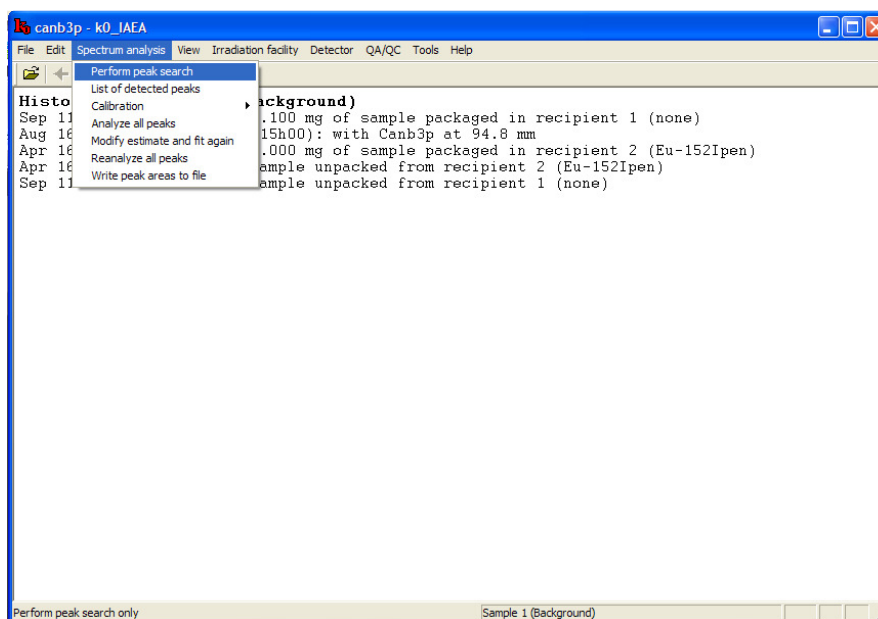 canb3p - k0_IAEA
File Edit Spectrum analysis View Irradiation facility Detector QA/QC Tools Help
Perform peak search
List of detected peaks
Calibration
Analyze all peaks
Modify estimate and fit again
Reanalyze all peaks
Write peak areas to file
Histo ackground)
Sep 11 .100 mg of sample packaged in recipient 1 (none)
Aug 16 15h00): with Canb3p at 94.8 mm
Apr 16 .000 mg of sample packaged in recipient 2 (Eu-152Ipen)
Apr 16 ample unpacked from recipient 2 (Eu-152Ipen)
Sep 11 ample unpacked from recipient 1 (none)
Perform peak search only Sample 1 (Background)